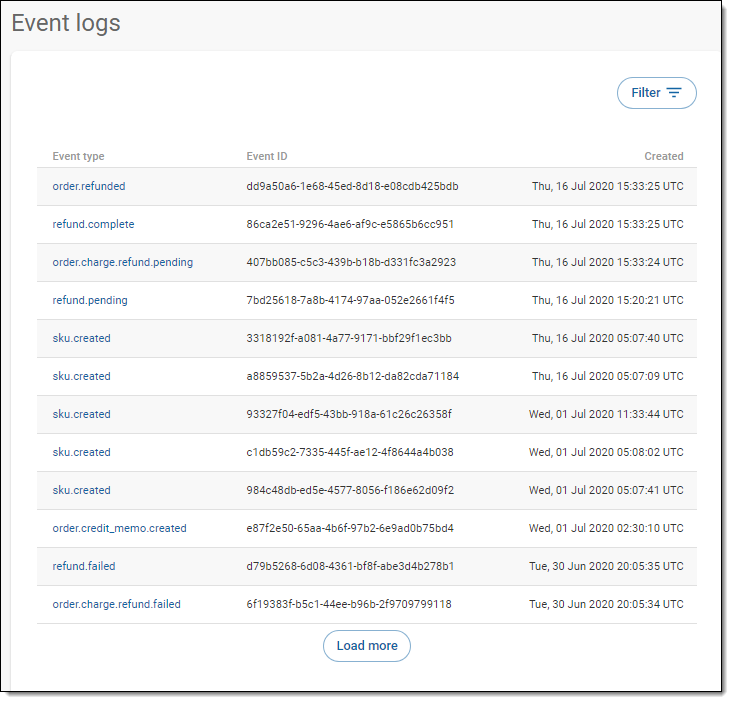 Event logs
Filter
Event type Event ID Created
order.refunded dd9a50a6-1e68-45ed-8d18-e08cdb425bdb Thu, 16 Jul 2020 15:33:25 UTC
refund.complete 86ca2e51-9296-4ae6-af9c-e5865b6cc951 Thu, 16 Jul 2020 15:33:25 UTC
order.charge.refund.pending 407bb085-c5c3-439b-b18b-d331fc3a2923 Thu, 16 Jul 2020 15:33:24 UTC
refund.pending 7bd25618-7a8b-4174-97aa-052e2661f4f5 Thu, 16 Jul 2020 15:20:21 UTC
sku.created 3318192f-a081-4a77-9171-bbf29f1ec3bb Thu, 16 Jul 2020 05:07:40 UTC
sku.created a8859537-5b2a-4d26-8b12-da82cda71184 Thu, 16 Jul 2020 05:07:09 UTC
sku.created 93327f04-edf5-43bb-918a-61c26c26358f Wed, 01 Jul 2020 11:33:44 UTC
sku.created c1db59c2-7335-445f-ae12-4f8644a4b038 Wed, 01 Jul 2020 05:08:02 UTC
sku.created 984c48db-ed5e-4577-8056-f186e62d09f2 Wed, 01 Jul 2020 05:07:41 UTC
order.credit_memo.created e87f2e50-65aa-4b6f-97b2-6e9ad0b75bd4 Wed, 01 Jul 2020 02:30:10 UTC
refund.failed d79b5268-6d08-4361-bf8f-abe3d4b278b1 Tue, 30 Jun 2020 20:05:35 UTC
order.charge.refund.failed 6f19383f-b5c1-44ee-b96b-2f9709799118 Tue, 30 Jun 2020 20:05:34 UTC
Load more